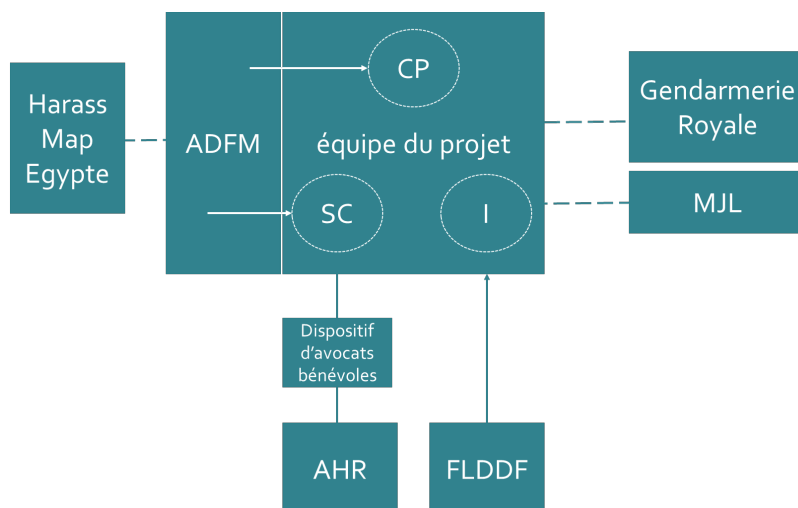 Harass
Map
Egypte
ADFM
CP
équipe du projet
SC
I
Gendarmerie
Royale
MJL
Dispositif
d'avocats
bénévoles
AHR
FLDDF